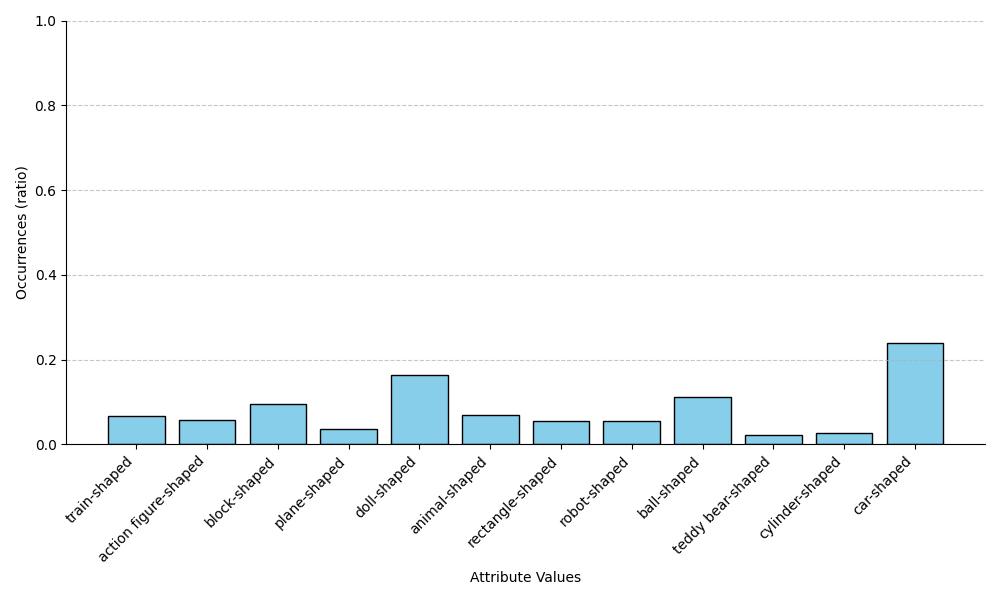 1.0
0.8
0.6
0.4
0.2
0.0
Occurrences (ratio)
train-shaped
action figure-shaped
block-shaped
plane-shaped
doll-shaped
animal-shaped
rectangle-shaped
robot-shaped
ball-shaped
teddy bear-shaped
cylinder-shaped
car-shaped
Attribute Values